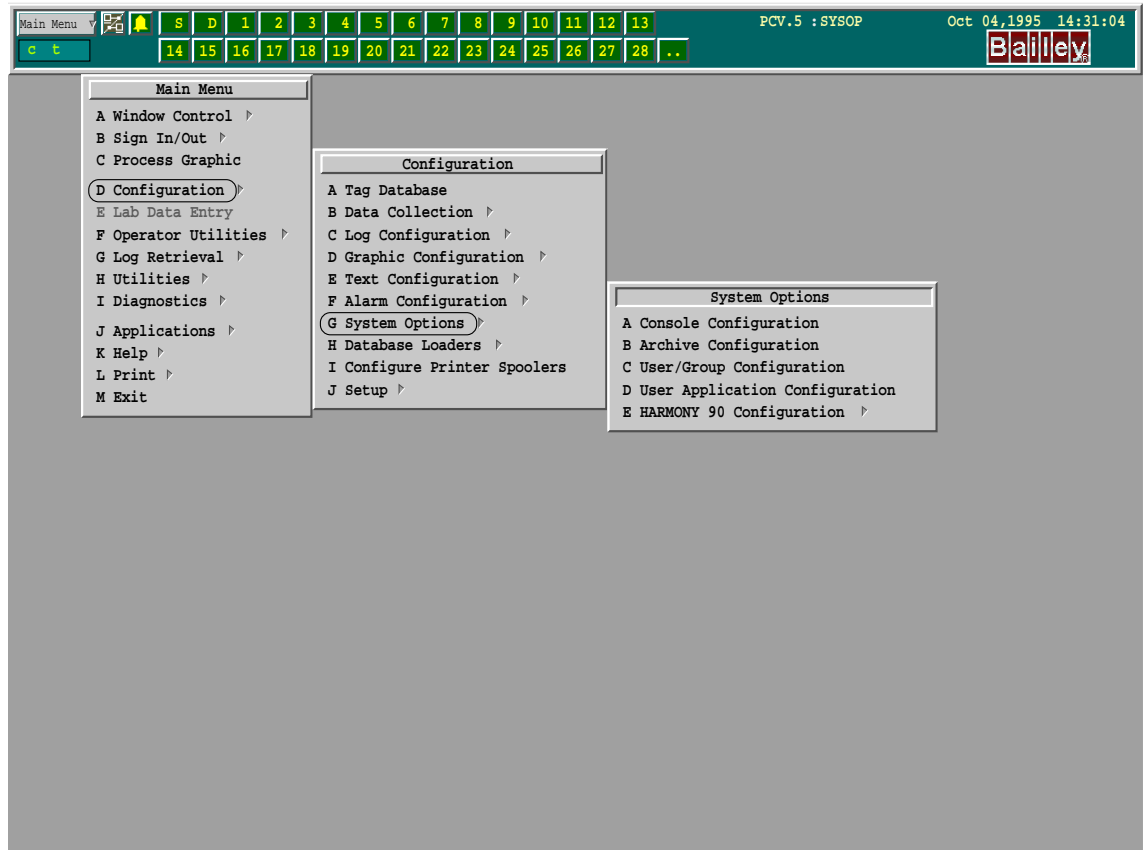 Main Menu S D 1 2 3 4 5 6 7 8 9 10 11 12 13 PCV.5 :SYSOP Oct 04,1995 14:31:04
c t 14 15 16 17 18 19 20 21 22 23 24 25 26 27 28 .. Bailey®
Main Menu
A Window Control
B Sign In/Out
C Process Graphic
D Configuration
E Lab Data Entry
F Operator Utilities
G Log Retrieval
H Utilities
I Diagnostics
J Applications
K Help
L Print
M Exit
Configuration
A Tag Database
B Data Collection
C Log Configuration
D Graphic Configuration
E Text Configuration
F Alarm Configuration
G System Options
H Database Loaders
I Configure Printer Spoolers
J Setup
System Options
A Console Configuration
B Archive Configuration
C User/Group Configuration
D User Application Configuration
E HARMONY 90 Configuration